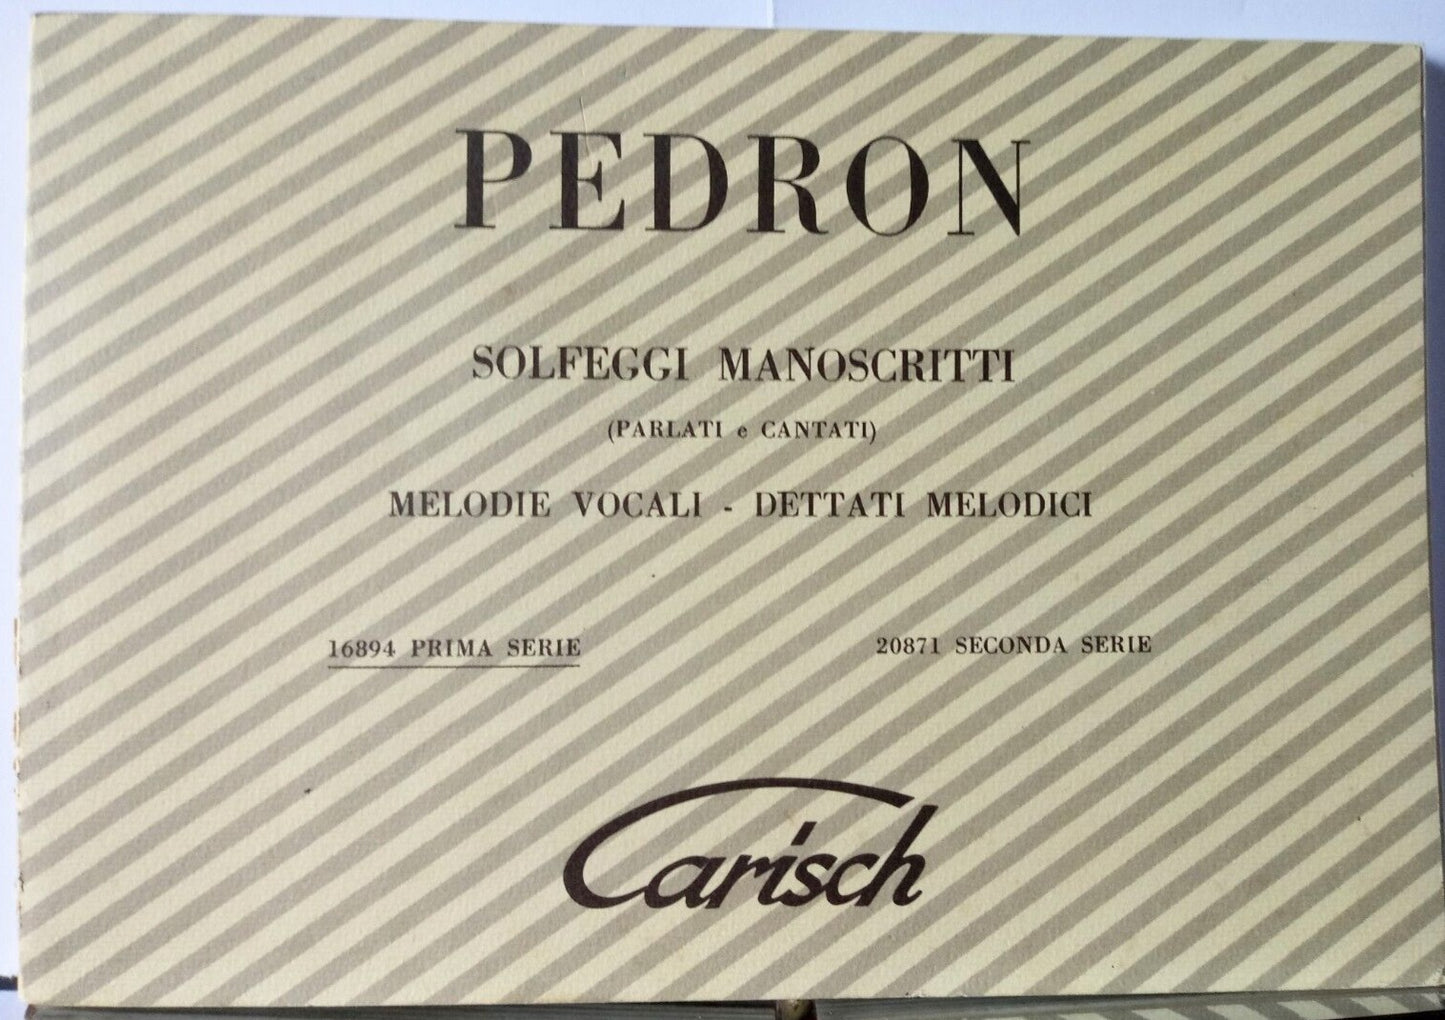 PEDRON
SOLFEGGI MANOSCRITTI
(PARLATI e CANTATI)
MELODIE VOCALI - DETTATI MELODICI
16894 PRIMA SERIE
20871 SECONDA SERIE
Carisch